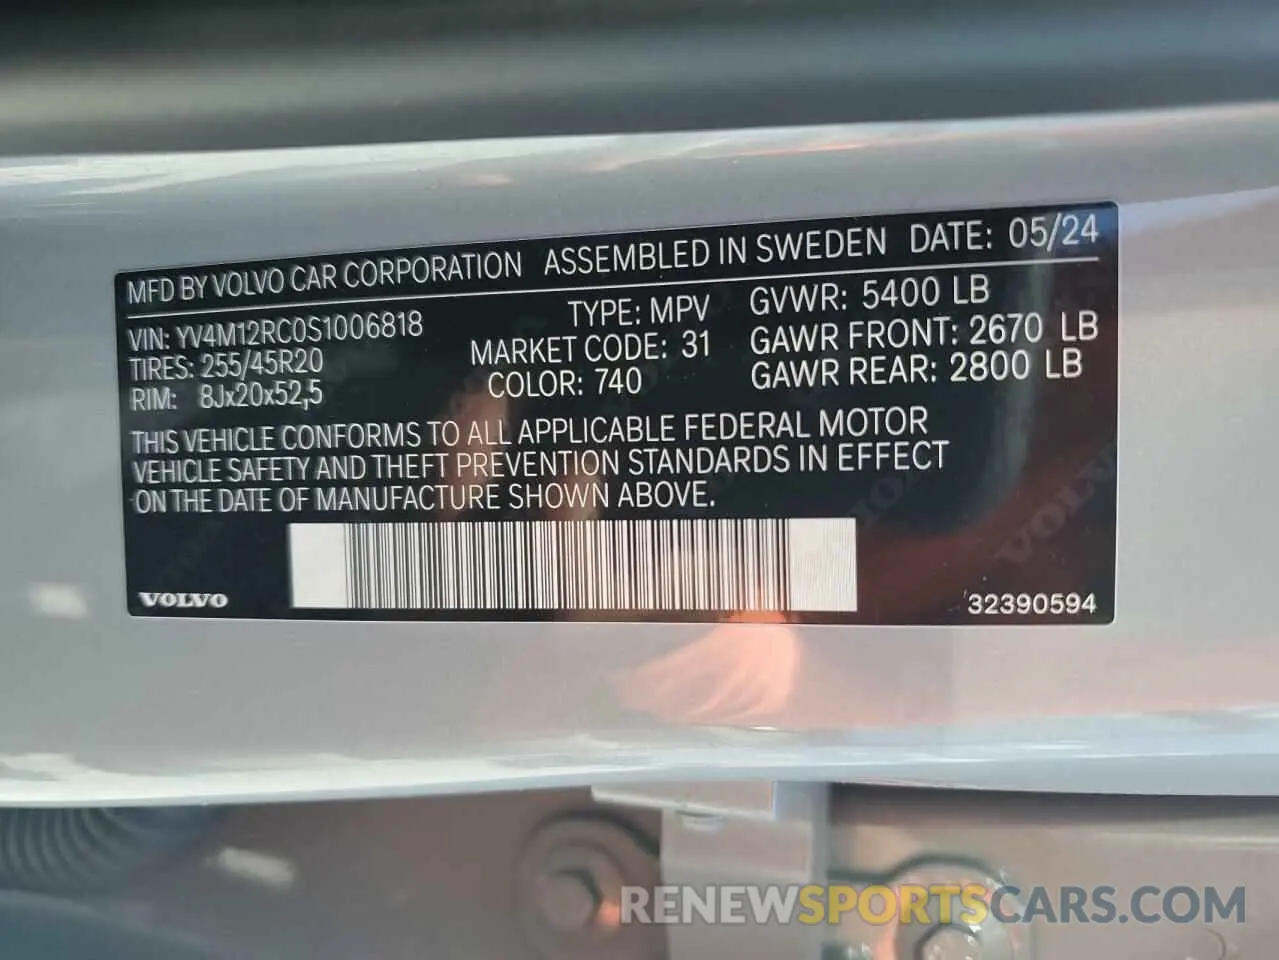 MFD BY VOLVO CAR CORPORATION ASSEMBLED IN SWEDEN DATE: 05/24
VIN: YV4M12RC0S1006818 TYPE: MPV GVWR: 5400 LB
TIRES: 255/45R20 MARKET CODE: 31 GAWR FRONT: 2670 LB
RIM: 8Jx20x52,5 COLOR: 740 GAWR REAR: 2800 LB
THIS VEHICLE CONFORMS TO ALL APPLICABLE FEDERAL MOTOR
VEHICLE SAFETY AND THEFT PREVENTION STANDARDS IN EFFECT
ON THE DATE OF MANUFACTURE SHOWN ABOVE.
VOLVO 32390594
RENEWSPORTSCARS.COM